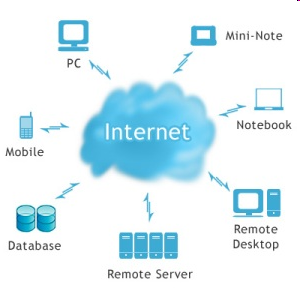 PC
Mini-Note
Internet
Notebook
Mobile
Remote
Desktop
Database
Remote Server